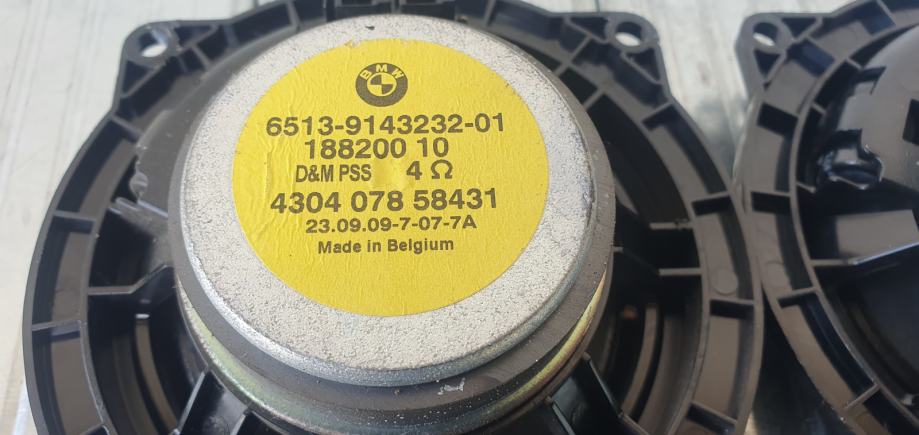 BMW
6513-9143232-01
188200 10
D&M PSS 4 Ω
4304 078 58431
23.09.09-7-07-7A
Made in Belgium